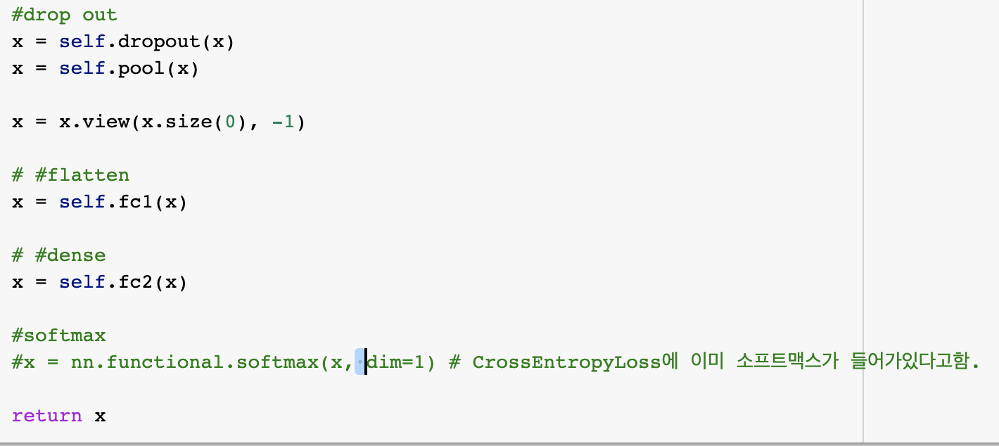 #drop out
x = self.dropout(x)
x = self.pool(x)
x = x.view(x.size(0), -1)
# #flatten
x = self.fc1(x)
# #dense
x = self.fc2(x)
#softmax
#x = nn.functional.softmax(x, dim=1) # CrossEntropyLoss에 이미 소프트맥스가 들어가있다고함.
return x